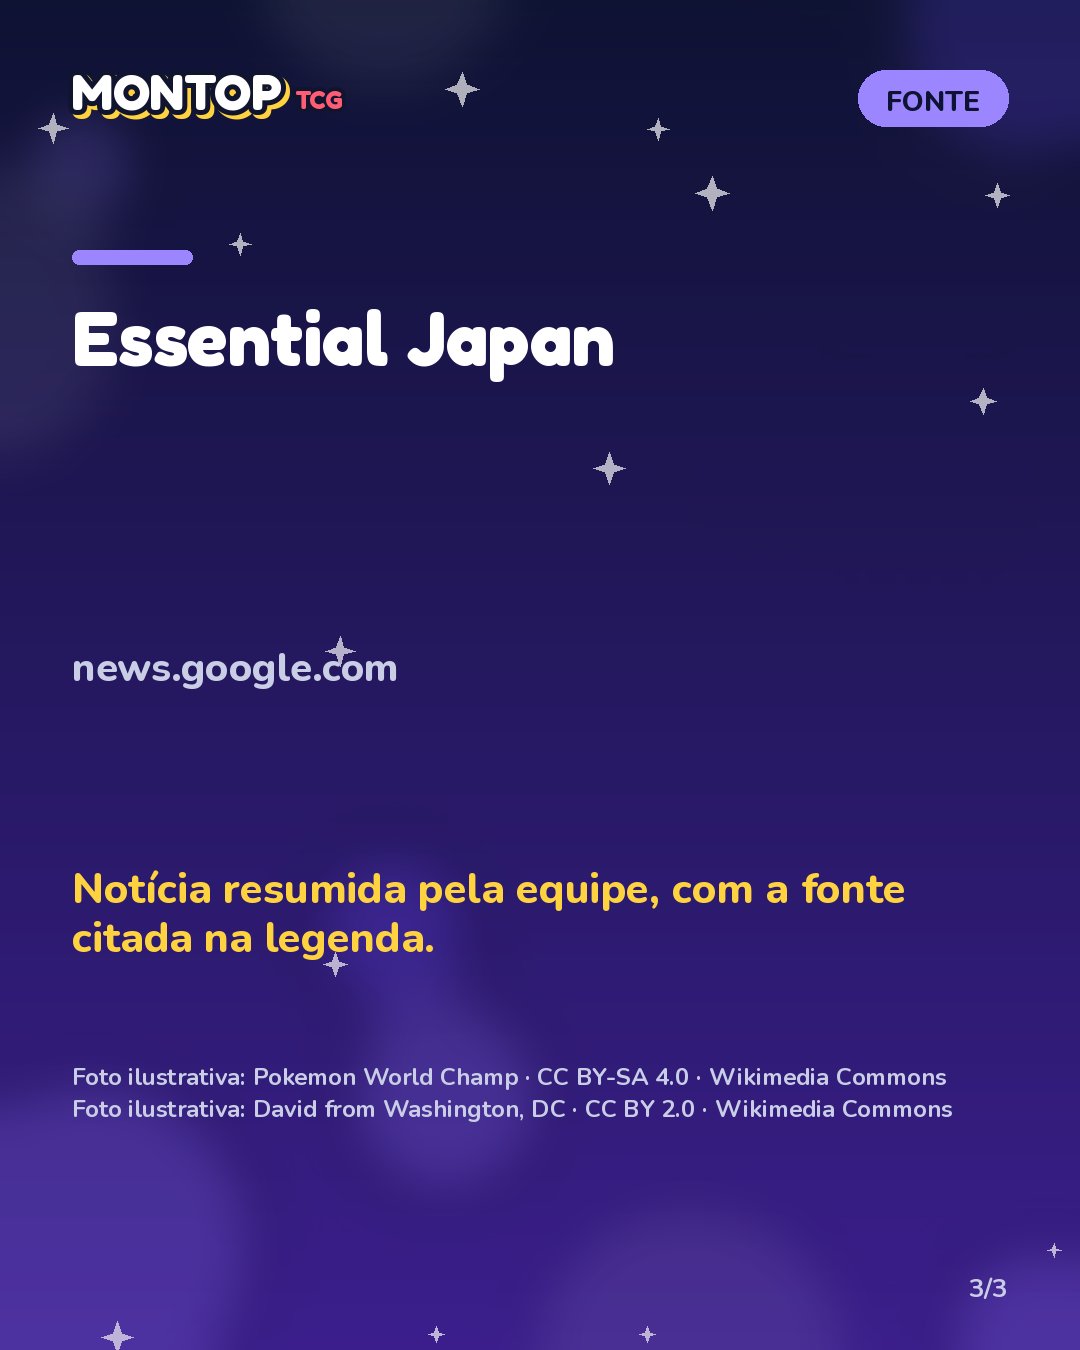 MONTOP TCG
FONTE
Essential Japan
news.google.com
Notícia resumida pela equipe, com a fonte
citada na legenda.
Foto ilustrativa: Pokemon World Champ · CC BY-SA 4.0 · Wikimedia Commons
Foto ilustrativa: David from Washington, DC · CC BY 2.0 · Wikimedia Commons
3/3